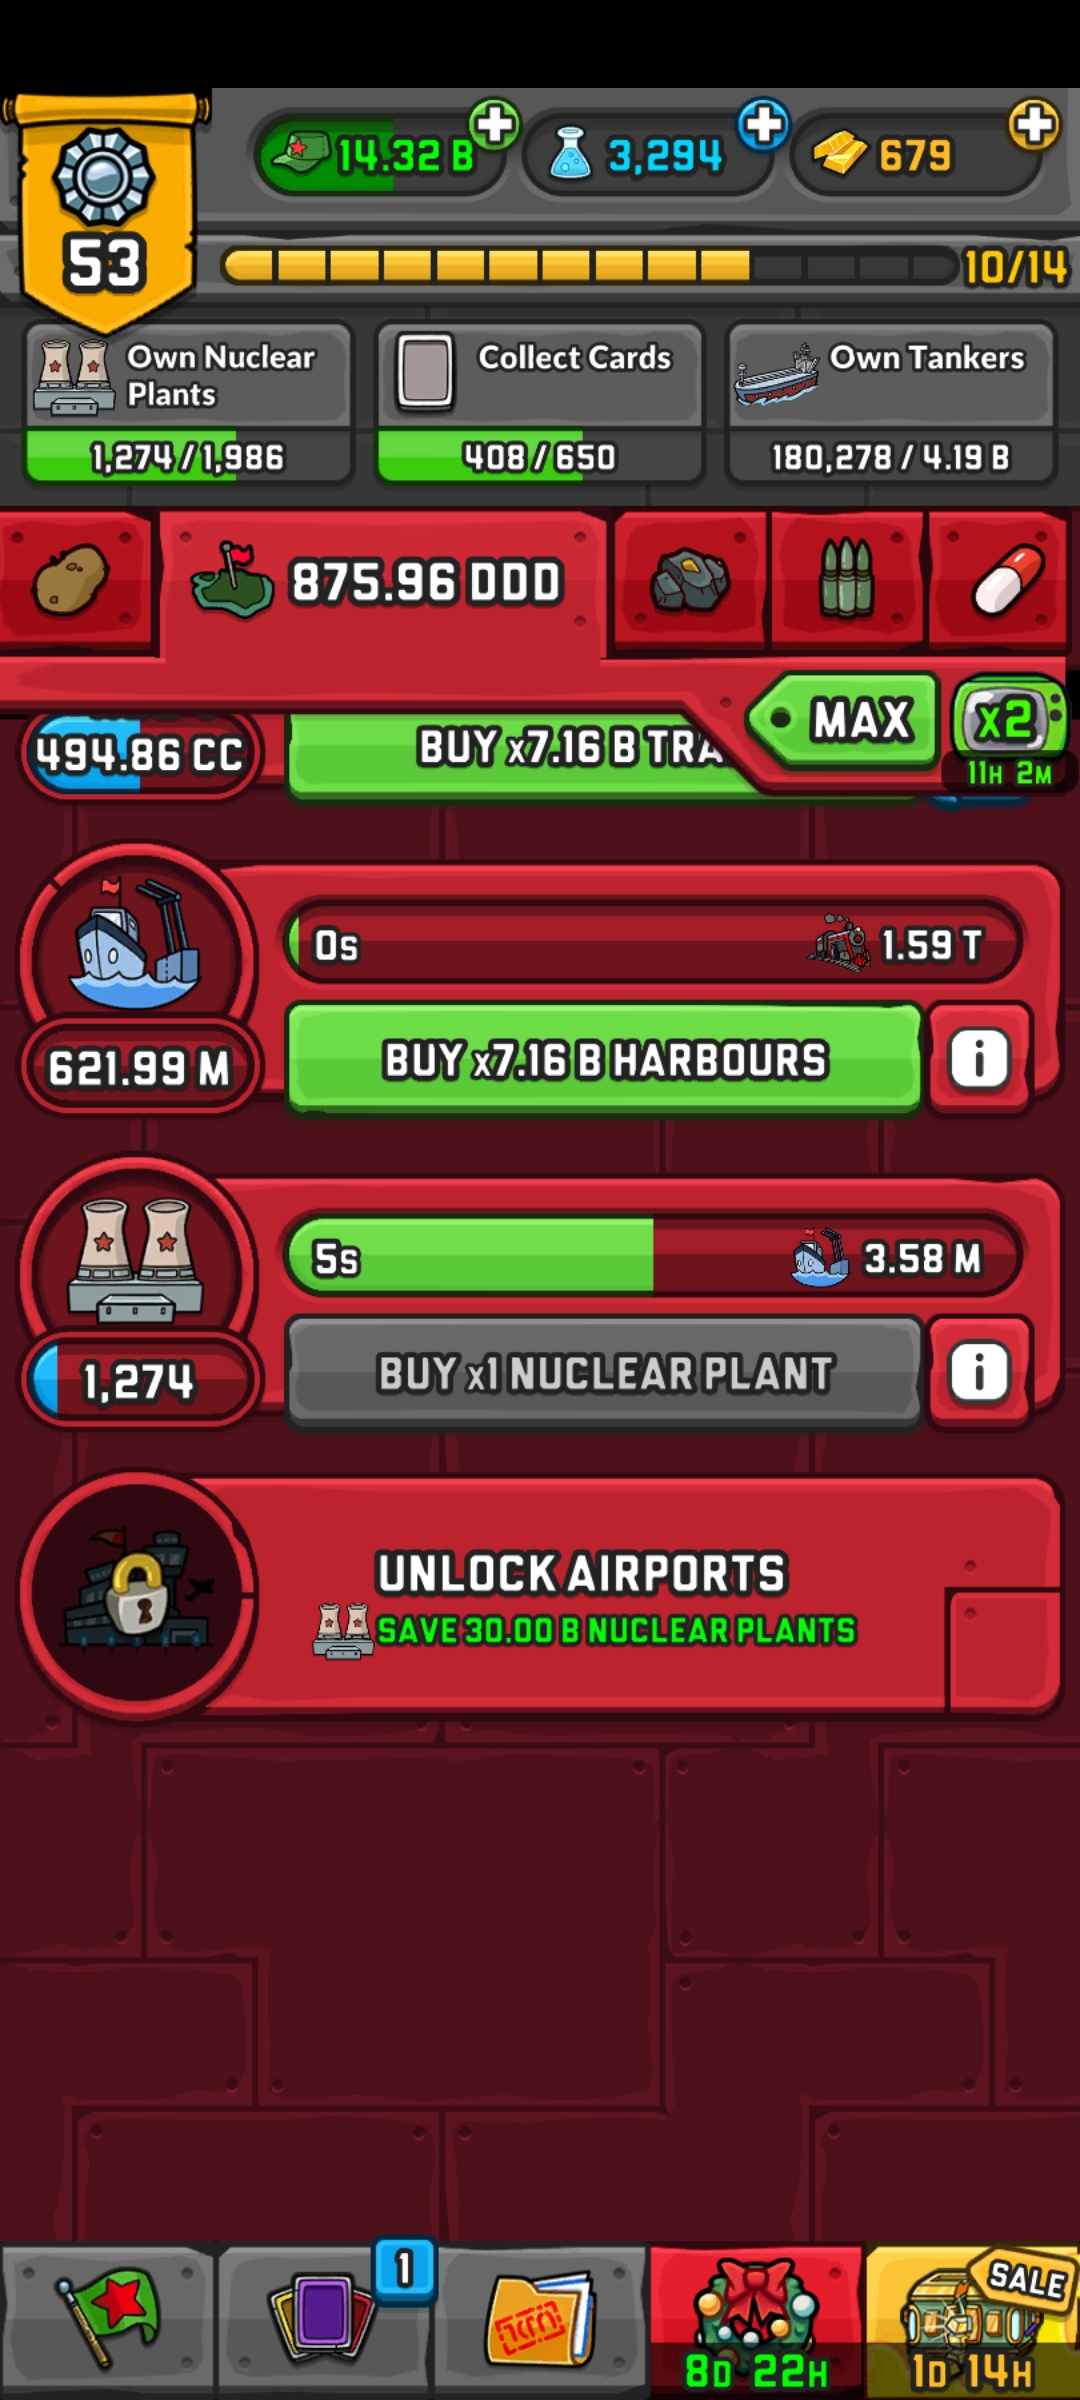 14.32 B
3,294
679
53
10/14
Own Nuclear
Plants
Collect Cards
Own Tankers
1,274 / 1,986
408 / 650
180,278 / 4.19 B
875.96 DDD
MAX
X2
11H 2M
494.86 CC
BUY x7.16 B TRA
0s
1.59 T
621.99 M
BUY x7.16 B HARBOURS
i
5s
3.58 M
1,274
BUY x1 NUCLEAR PLANT
i
UNLOCK AIRPORTS
SAVE 30.00 B NUCLEAR PLANTS
1
SALE
8D 22H
1D 14H